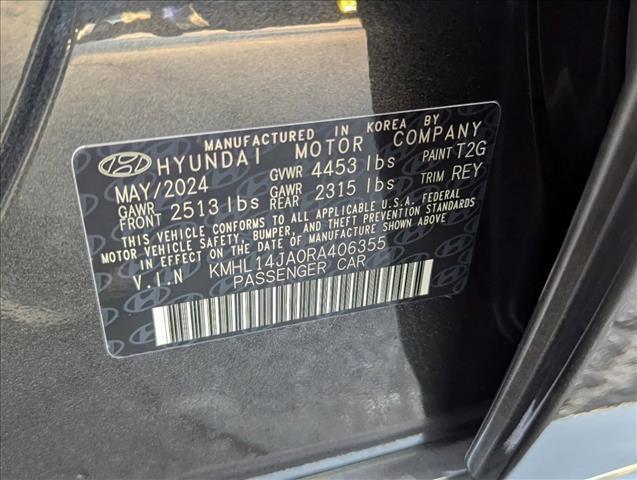 MANUFACTURED IN KOREA BY
HYUNDAI MOTOR COMPANY
MAY/2024 GVWR 4453 lbs PAINT T2G
GAWR FRONT 2513 lbs GAWR REAR 2315 lbs TRIM REY
THIS VEHICLE CONFORMS TO ALL APPLICABLE U.S.A. FEDERAL
MOTOR VEHICLE SAFETY, BUMPER, AND THEFT PREVENTION STANDARDS
IN EFFECT ON THE DATE OF MANUFACTURE SHOWN ABOVE.
V.I.N KMHL14JA0RA406355
PASSENGER CAR